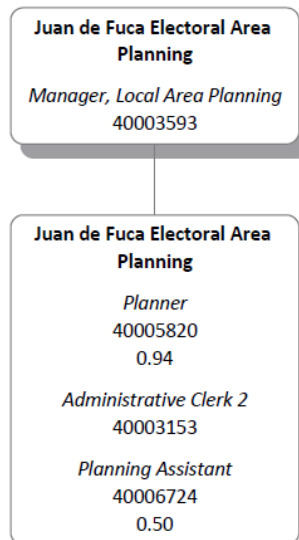 Juan de Fuca Electoral Area
Planning
Manager, Local Area Planning
40003593
Juan de Fuca Electoral Area
Planning
Planner
40005820
0.94
Administrative Clerk 2
40003153
Planning Assistant
40006724
0.50